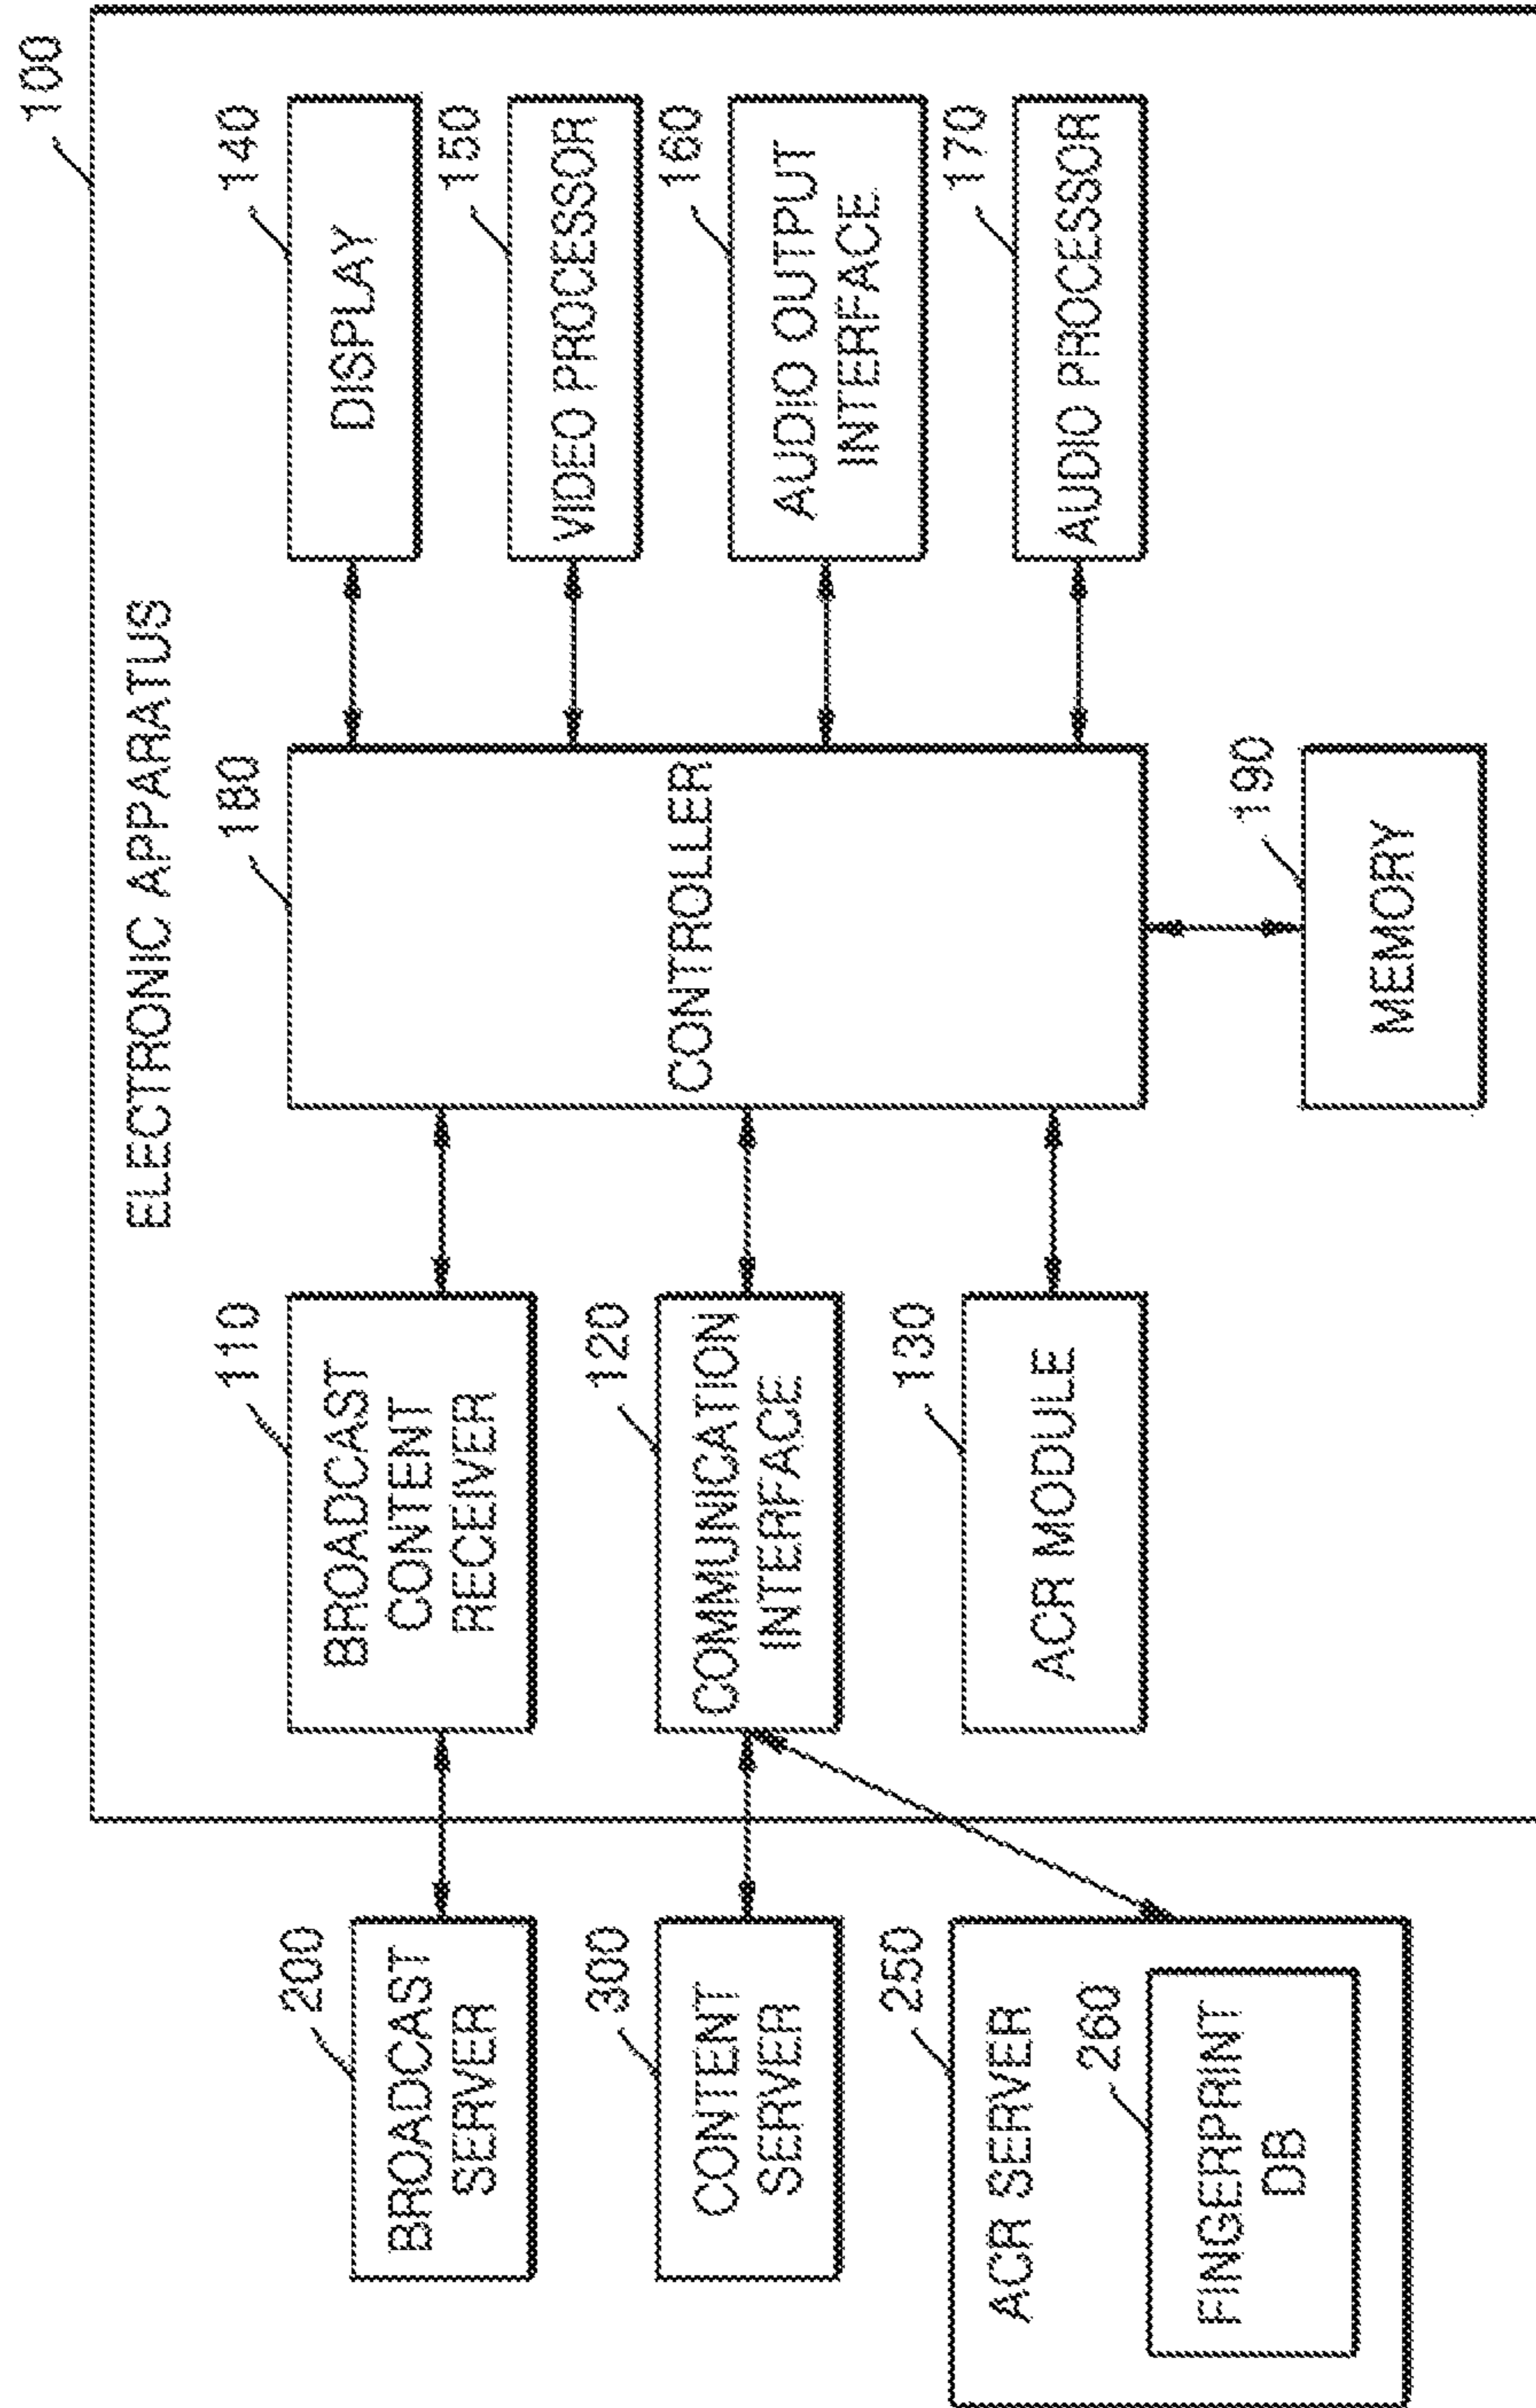 100
ELECTRONIC APPARATUS
200
BROADCAST
SERVER
110
BROADCAST
CONTENT
RECEIVER
180
CONTROLLER
140
DISPLAY
150
VIDEO PROCESSOR
300
CONTENT
SERVER
120
COMMUNICATION
INTERFACE
160
AUDIO OUTPUT
INTERFACE
250
ACR SERVER
260
FINGERPRINT
DB
130
ACR MODULE
170
AUDIO PROCESSOR
190
MEMORY